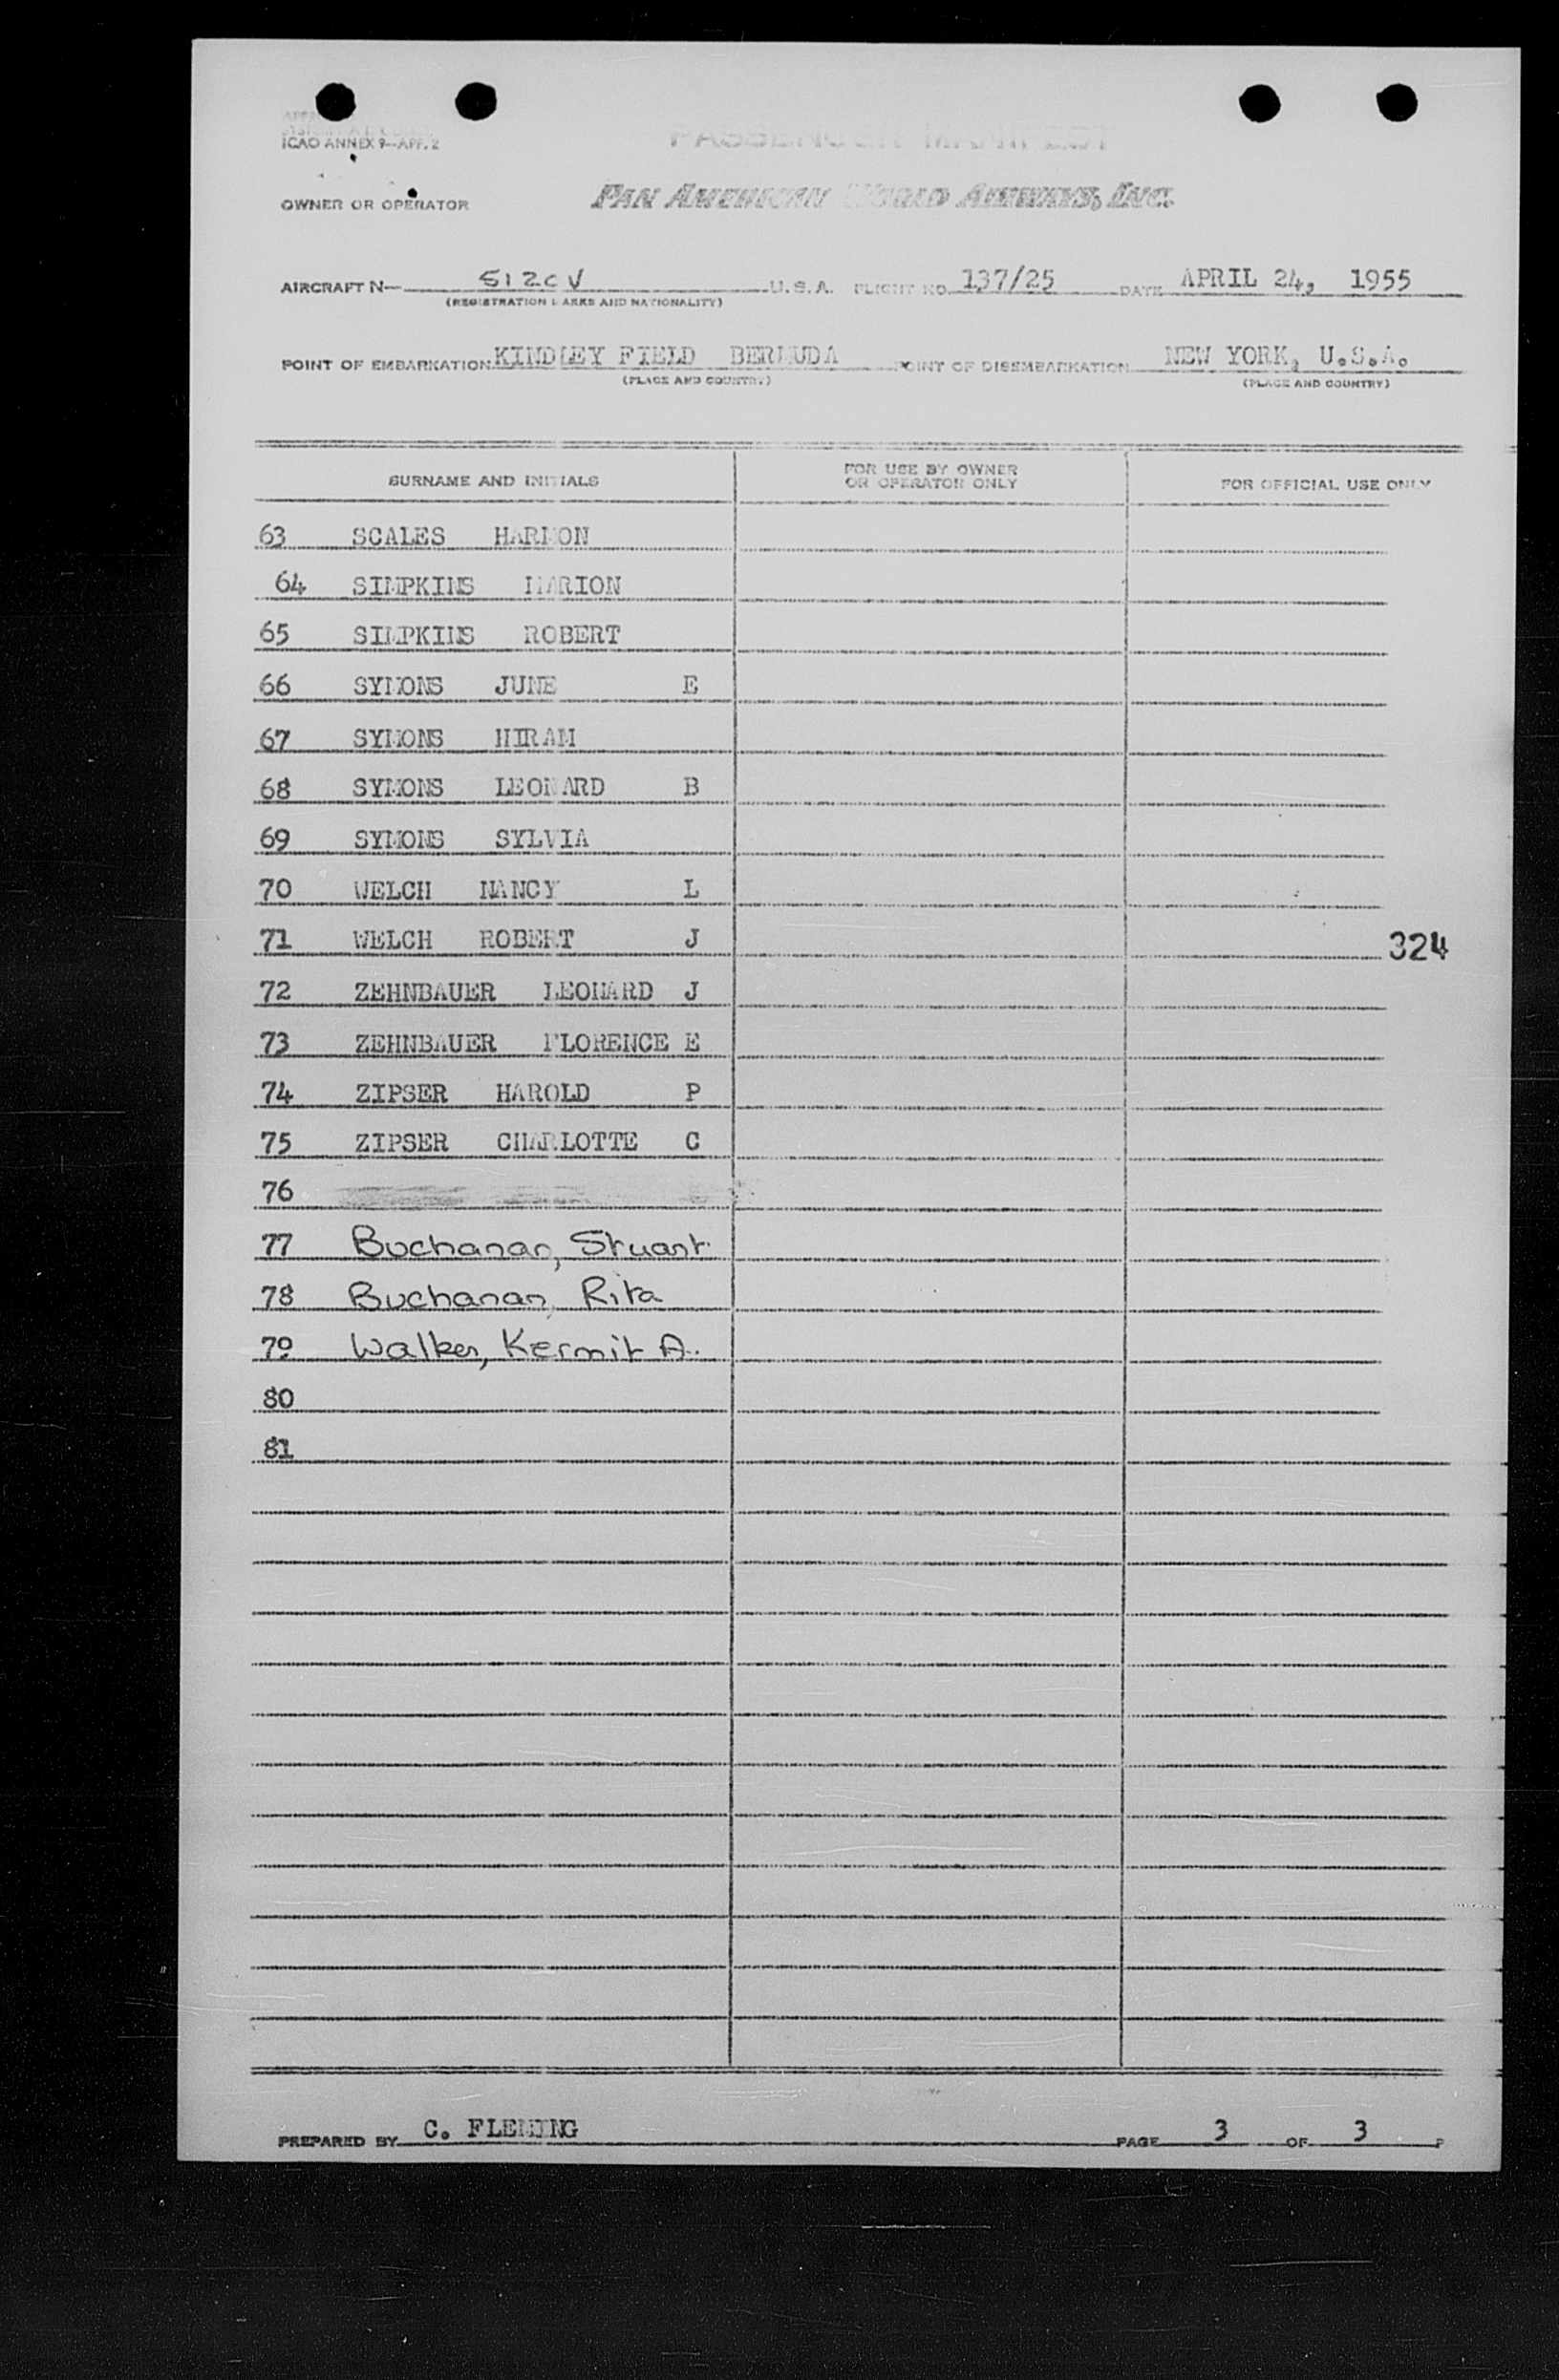 ICAO ANNEX 9—APP. 2
PASSENGER MANIFEST
OWNER OR OPERATOR PAN AMERICAN WORLD AIRWAYS, INC.
AIRCRAFT N— 5120V U.S.A. FLIGHT NO. 137/25 DATE APRIL 24, 1955
(REGISTRATION MARKS AND NATIONALITY)
POINT OF EMBARKATION KINDLEY FIELD BERMUDA POINT OF DISEMBARKATION NEW YORK, U.S.A.
(PLACE AND COUNTRY) (PLACE AND COUNTRY)
SURNAME AND INITIALS FOR USE BY OWNER OR OPERATOR ONLY FOR OFFICIAL USE ONLY
63 SCALES HARMON
64 SIMPKINS MARION
65 SIMPKINS ROBERT
66 SYMONS JUNE E
67 SYMONS HIRAM
68 SYMONS LEONARD B
69 SYMONS SYLVIA
70 WELCH NANCY L
71 WELCH ROBERT J 324
72 ZEHNBAUER LEONARD J
73 ZEHNBAUER FLORENCE E
74 ZIPSER HAROLD P
75 ZIPSER CHARLOTTE C
76
77 Buchanan, Stuart
78 Buchanan, Rita
79 Walker, Kermit A.
80
81
PREPARED BY C. FLEMING PAGE 3 OF 3 P